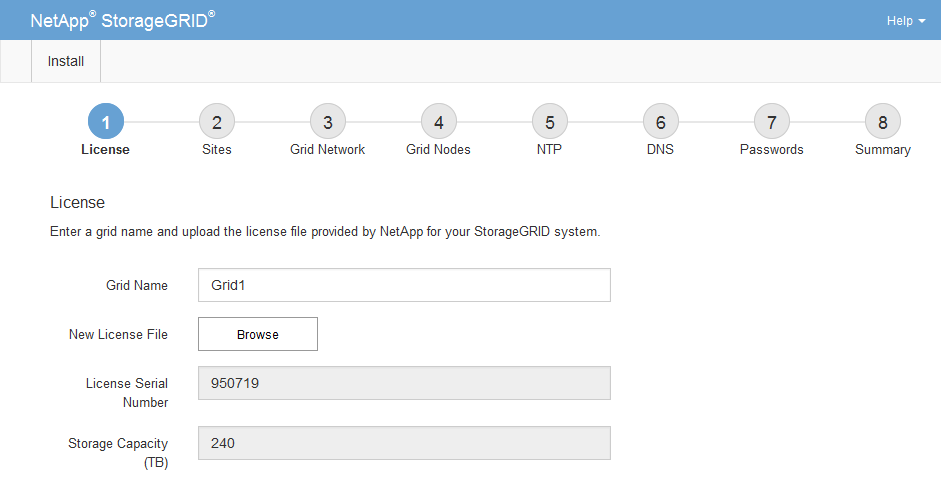 NetApp® StorageGRID®
Help
Install
1 2 3 4 5 6 7 8
License Sites Grid Network Grid Nodes NTP DNS Passwords Summary
License
Enter a grid name and upload the license file provided by NetApp for your StorageGRID system.
Grid Name Grid1
New License File Browse
License Serial
Number
950719
Storage Capacity
(TB)
240